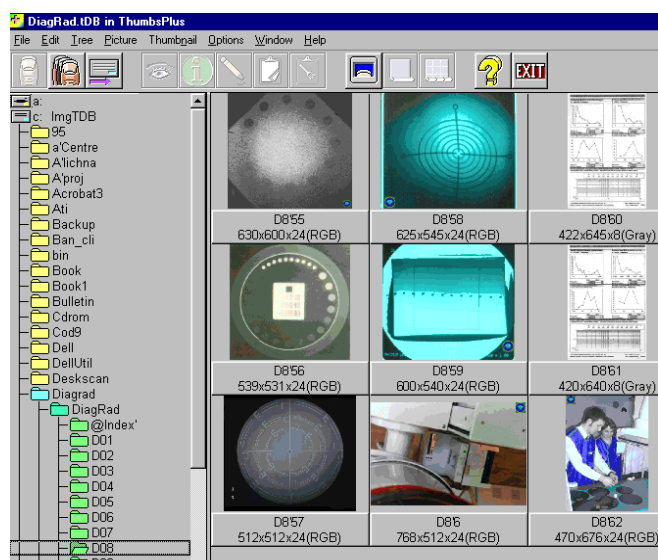 DiagRad.tDB in ThumbsPlus
File Edit Tree Picture Thumbnail Options Window Help
EXIT
a:
c: ImgTDB
95
a'Centre
A'lichna
A'proj
Acrobat3
Ati
Backup
Ban_cli
bin
Book
Book1
Bulletin
Cdrom
Cod9
Dell
DellUtil
Deskscan
Diagrad
DiagRad
@Index'
D01
D02
D03
D04
D05
D06
D07
D08
D8'55 D8'58 D8'60
630x600x24(RGB) 625x545x24(RGB) 422x645x8(Gray)
D8'56 D8'59 D8'61
539x531x24(RGB) 600x540x24(RGB) 420x640x8(Gray)
D8'57 D8'6 D8'62
512x512x24(RGB) 768x512x24(RGB) 470x676x24(RGB)